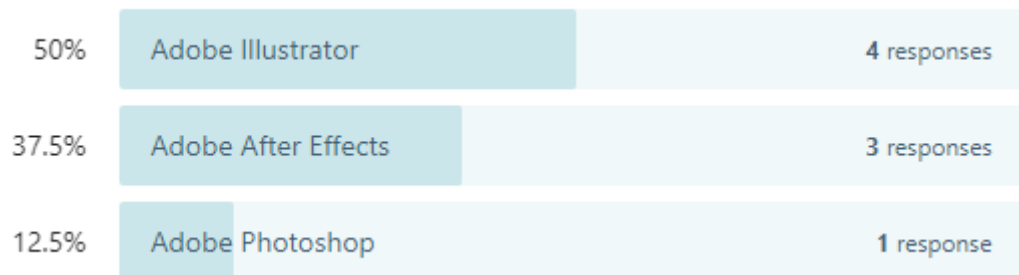 50% Adobe Illustrator 4 responses
37.5% Adobe After Effects 3 responses
12.5% Adobe Photoshop 1 response